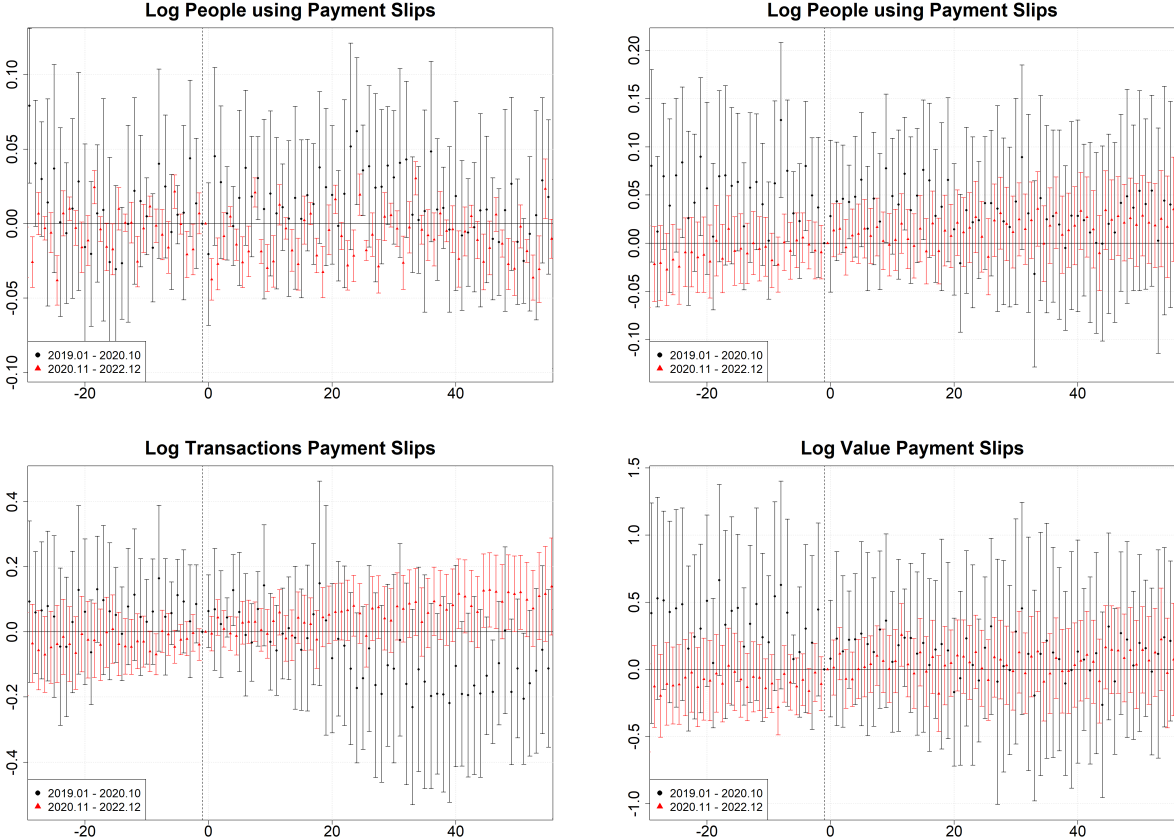 Log People using Payment Slips
0.10
0.05
0.00
-0.05
-0.10
2019.01 - 2020.10
2020.11 - 2022.12
-20 0 20 40
Log People using Payment Slips
0.20
0.15
0.10
0.05
0.00
-0.05
-0.10
2019.01 - 2020.10
2020.11 - 2022.12
-20 0 20 40
Log Transactions Payment Slips
0.4
0.2
0.0
-0.2
-0.4
2019.01 - 2020.10
2020.11 - 2022.12
-20 0 20 40
Log Value Payment Slips
1.5
1.0
0.5
0.0
-0.5
-1.0
2019.01 - 2020.10
2020.11 - 2022.12
-20 0 20 40